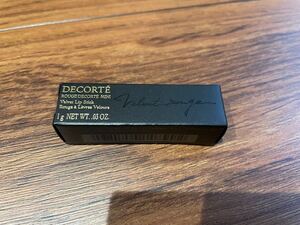 DECORTÉ
ROUGE DECORTÉ MINI
Velvet Lip Stick
Rouge à Lèvres Velours
1g NET WT. .03 OZ.